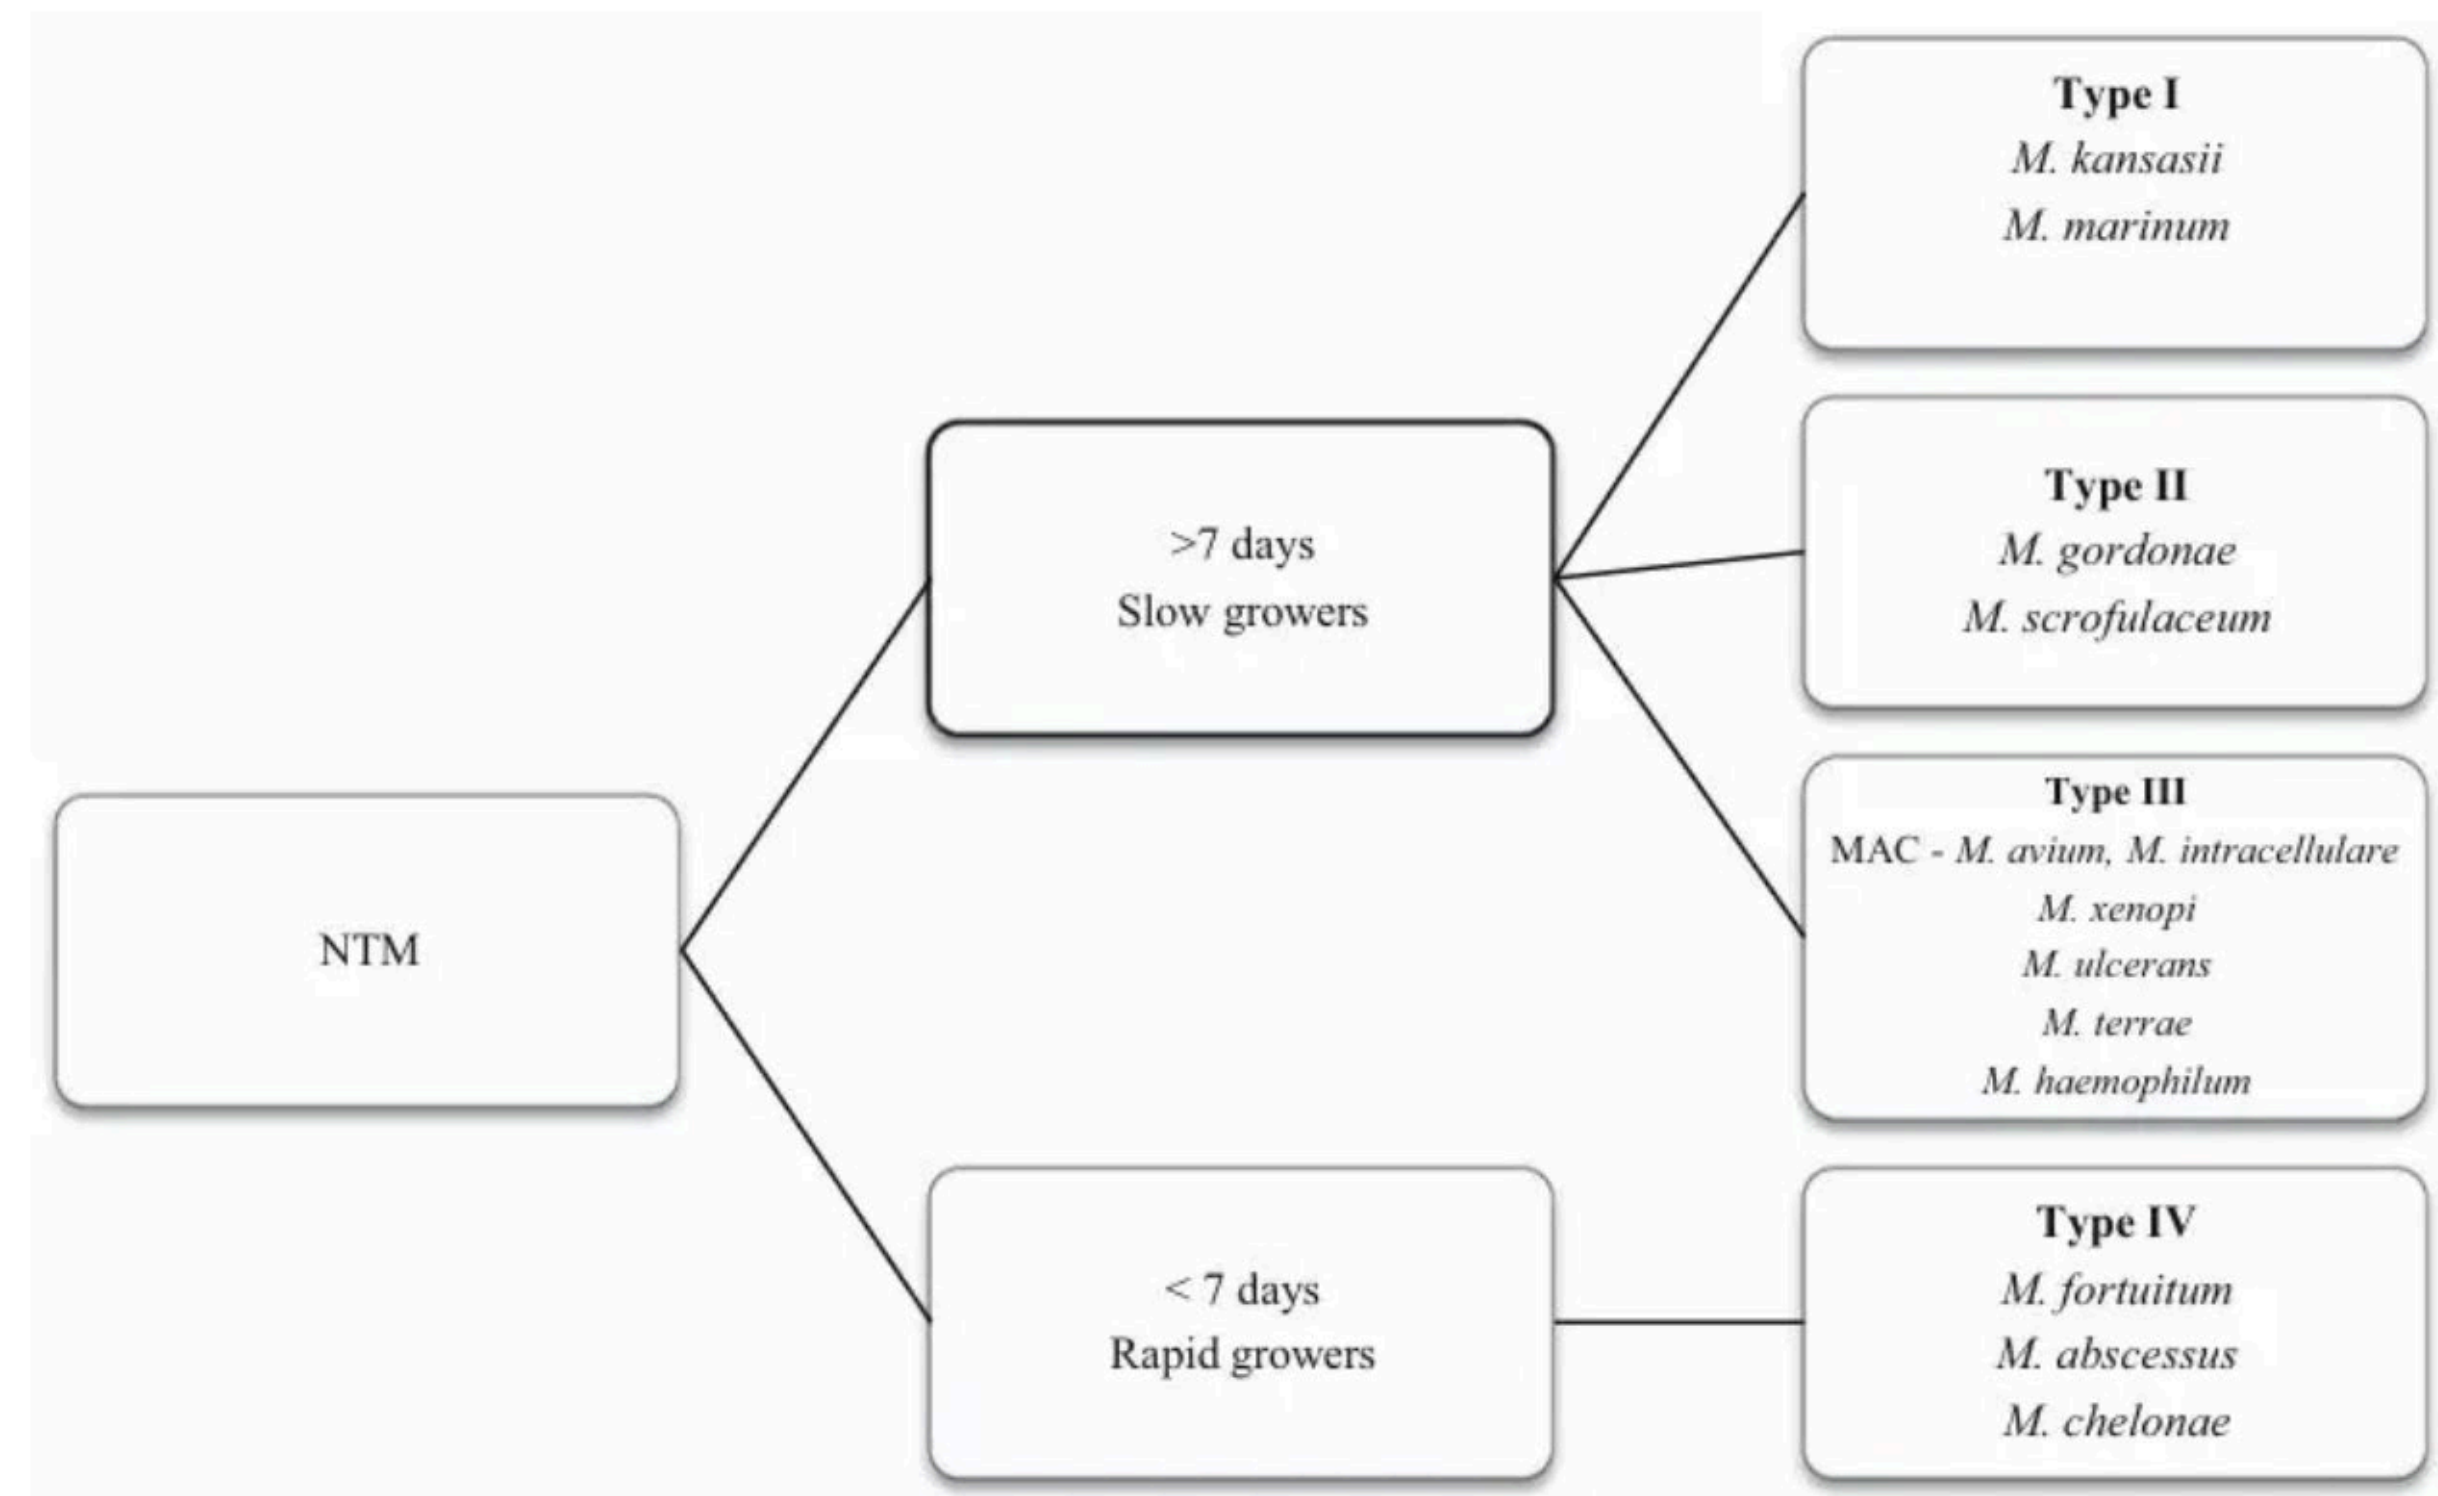 NTM
>7 days
Slow growers
< 7 days
Rapid growers
Type I
M. kansasii
M. marinum
Type II
M. gordonae
M. scrofulaceum
Type III
MAC - M. avium, M. intracellulare
M. xenopi
M. ulcerans
M. terrae
M. haemophilum
Type IV
M. fortuitum
M. abscessus
M. chelonae